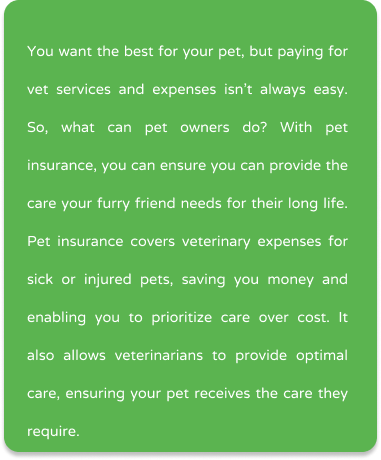 You want the best for your pet, but paying for
vet services and expenses isn't always easy.
So, what can pet owners do? With pet
insurance, you can ensure you can provide the
care your furry friend needs for their long life.
Pet insurance covers veterinary expenses for
sick or injured pets, saving you money and
enabling you to prioritize care over cost. It
also allows veterinarians to provide optimal
care, ensuring your pet receives the care they
require.